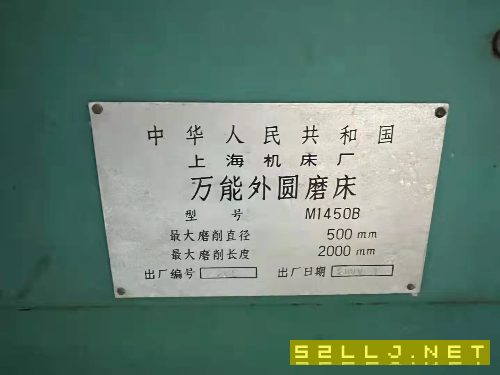 中华人民共和国
上海机床厂
万能外圆磨床
型号 M1450B
最大磨削直径 500 mm
最大磨削长度 2000 mm
出厂编号 出厂日期
52LLJ.NET